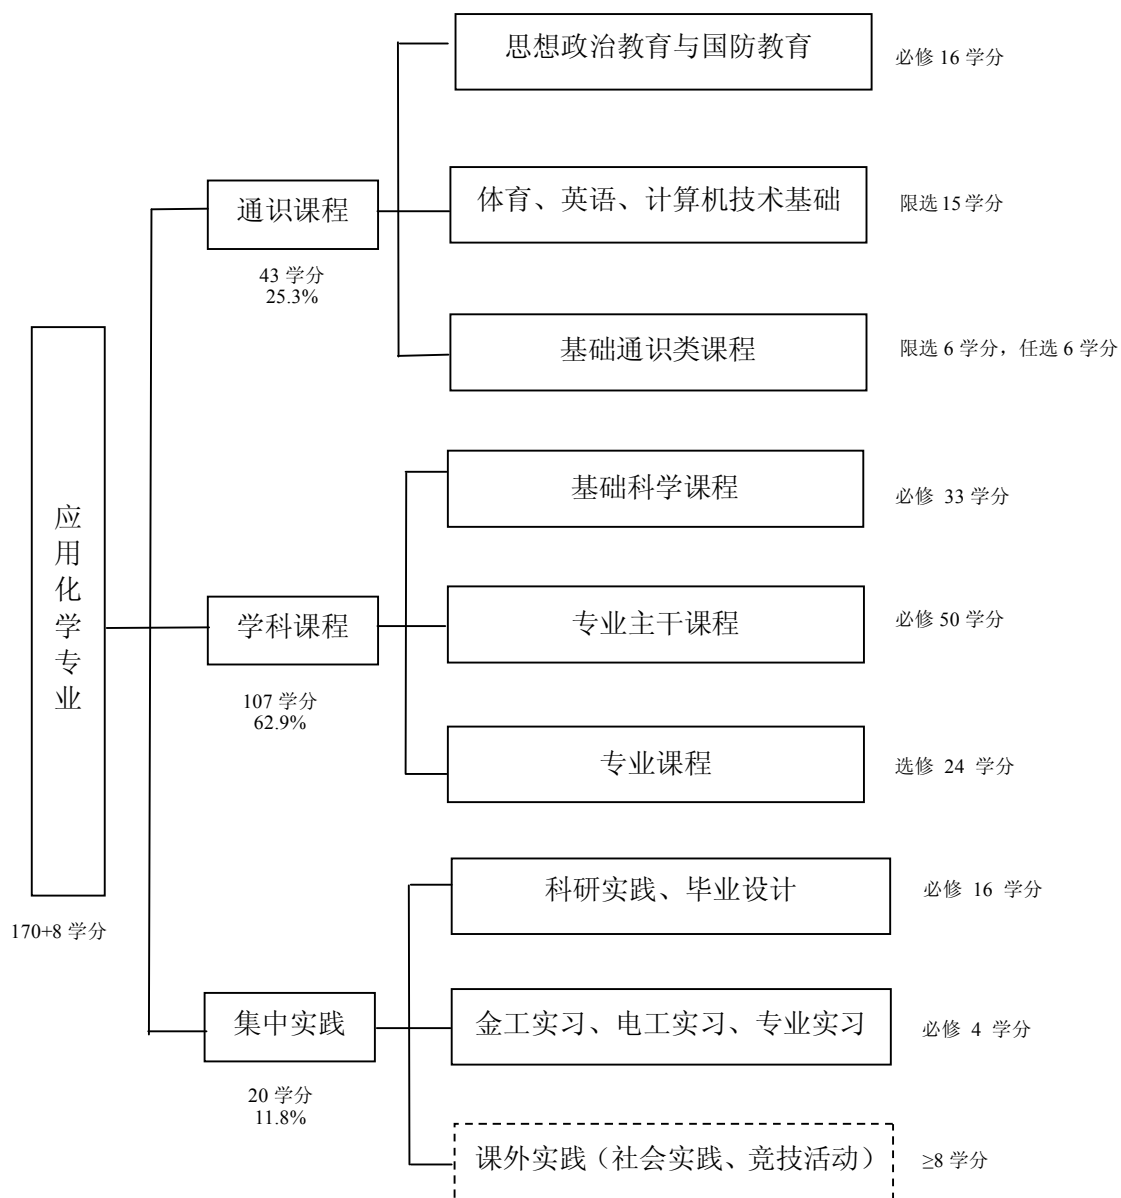 应用化学专业
170+8 学分
通识课程
43 学分
25.3%
思想政治教育与国防教育
必修 16 学分
体育、英语、计算机技术基础
限选 15 学分
基础通识类课程
限选 6 学分，任选 6 学分
学科课程
107 学分
62.9%
基础科学课程
必修 33 学分
专业主干课程
必修 50 学分
专业课程
选修 24 学分
集中实践
20 学分
11.8%
科研实践、毕业设计
必修 16 学分
金工实习、电工实习、专业实习
必修 4 学分
课外实践（社会实践、竞技活动）
≥8 学分